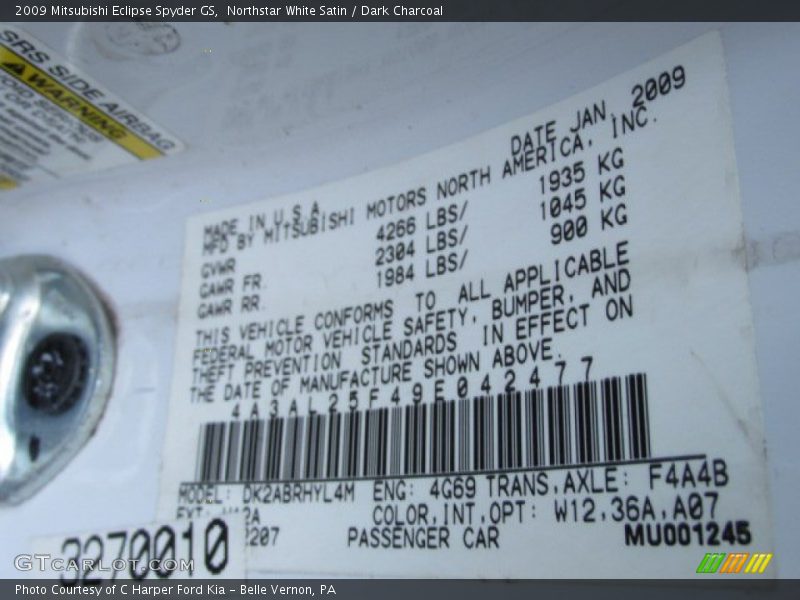 2009 Mitsubishi Eclipse Spyder GS,  Northstar White Satin / Dark Charcoal
SRS SIDE AIRBAG
WARNING
DATE JAN, 2009
MADE IN U.S.A.
MFD BY MITSUBISHI MOTORS NORTH AMERICA, INC.
GVWR 4266 LBS/ 1935 KG
GAWR FR. 2304 LBS/ 1045 KG
GAWR RR. 1984 LBS/ 900 KG
THIS VEHICLE CONFORMS TO ALL APPLICABLE
FEDERAL MOTOR VEHICLE SAFETY, BUMPER, AND
THEFT PREVENTION STANDARDS IN EFFECT ON
THE DATE OF MANUFACTURE SHOWN ABOVE.
4A3AL25F49E042477
MODEL: DK2ABRHYL4M ENG: 4G69 TRANS,AXLE: F4A4B
EXT: COLOR,INT,OPT: W12,36A,A07
207 PASSENGER CAR MU001245
3270010
GTcarlot.com
Photo Courtesy of C Harper Ford Kia – Belle Vernon, PA